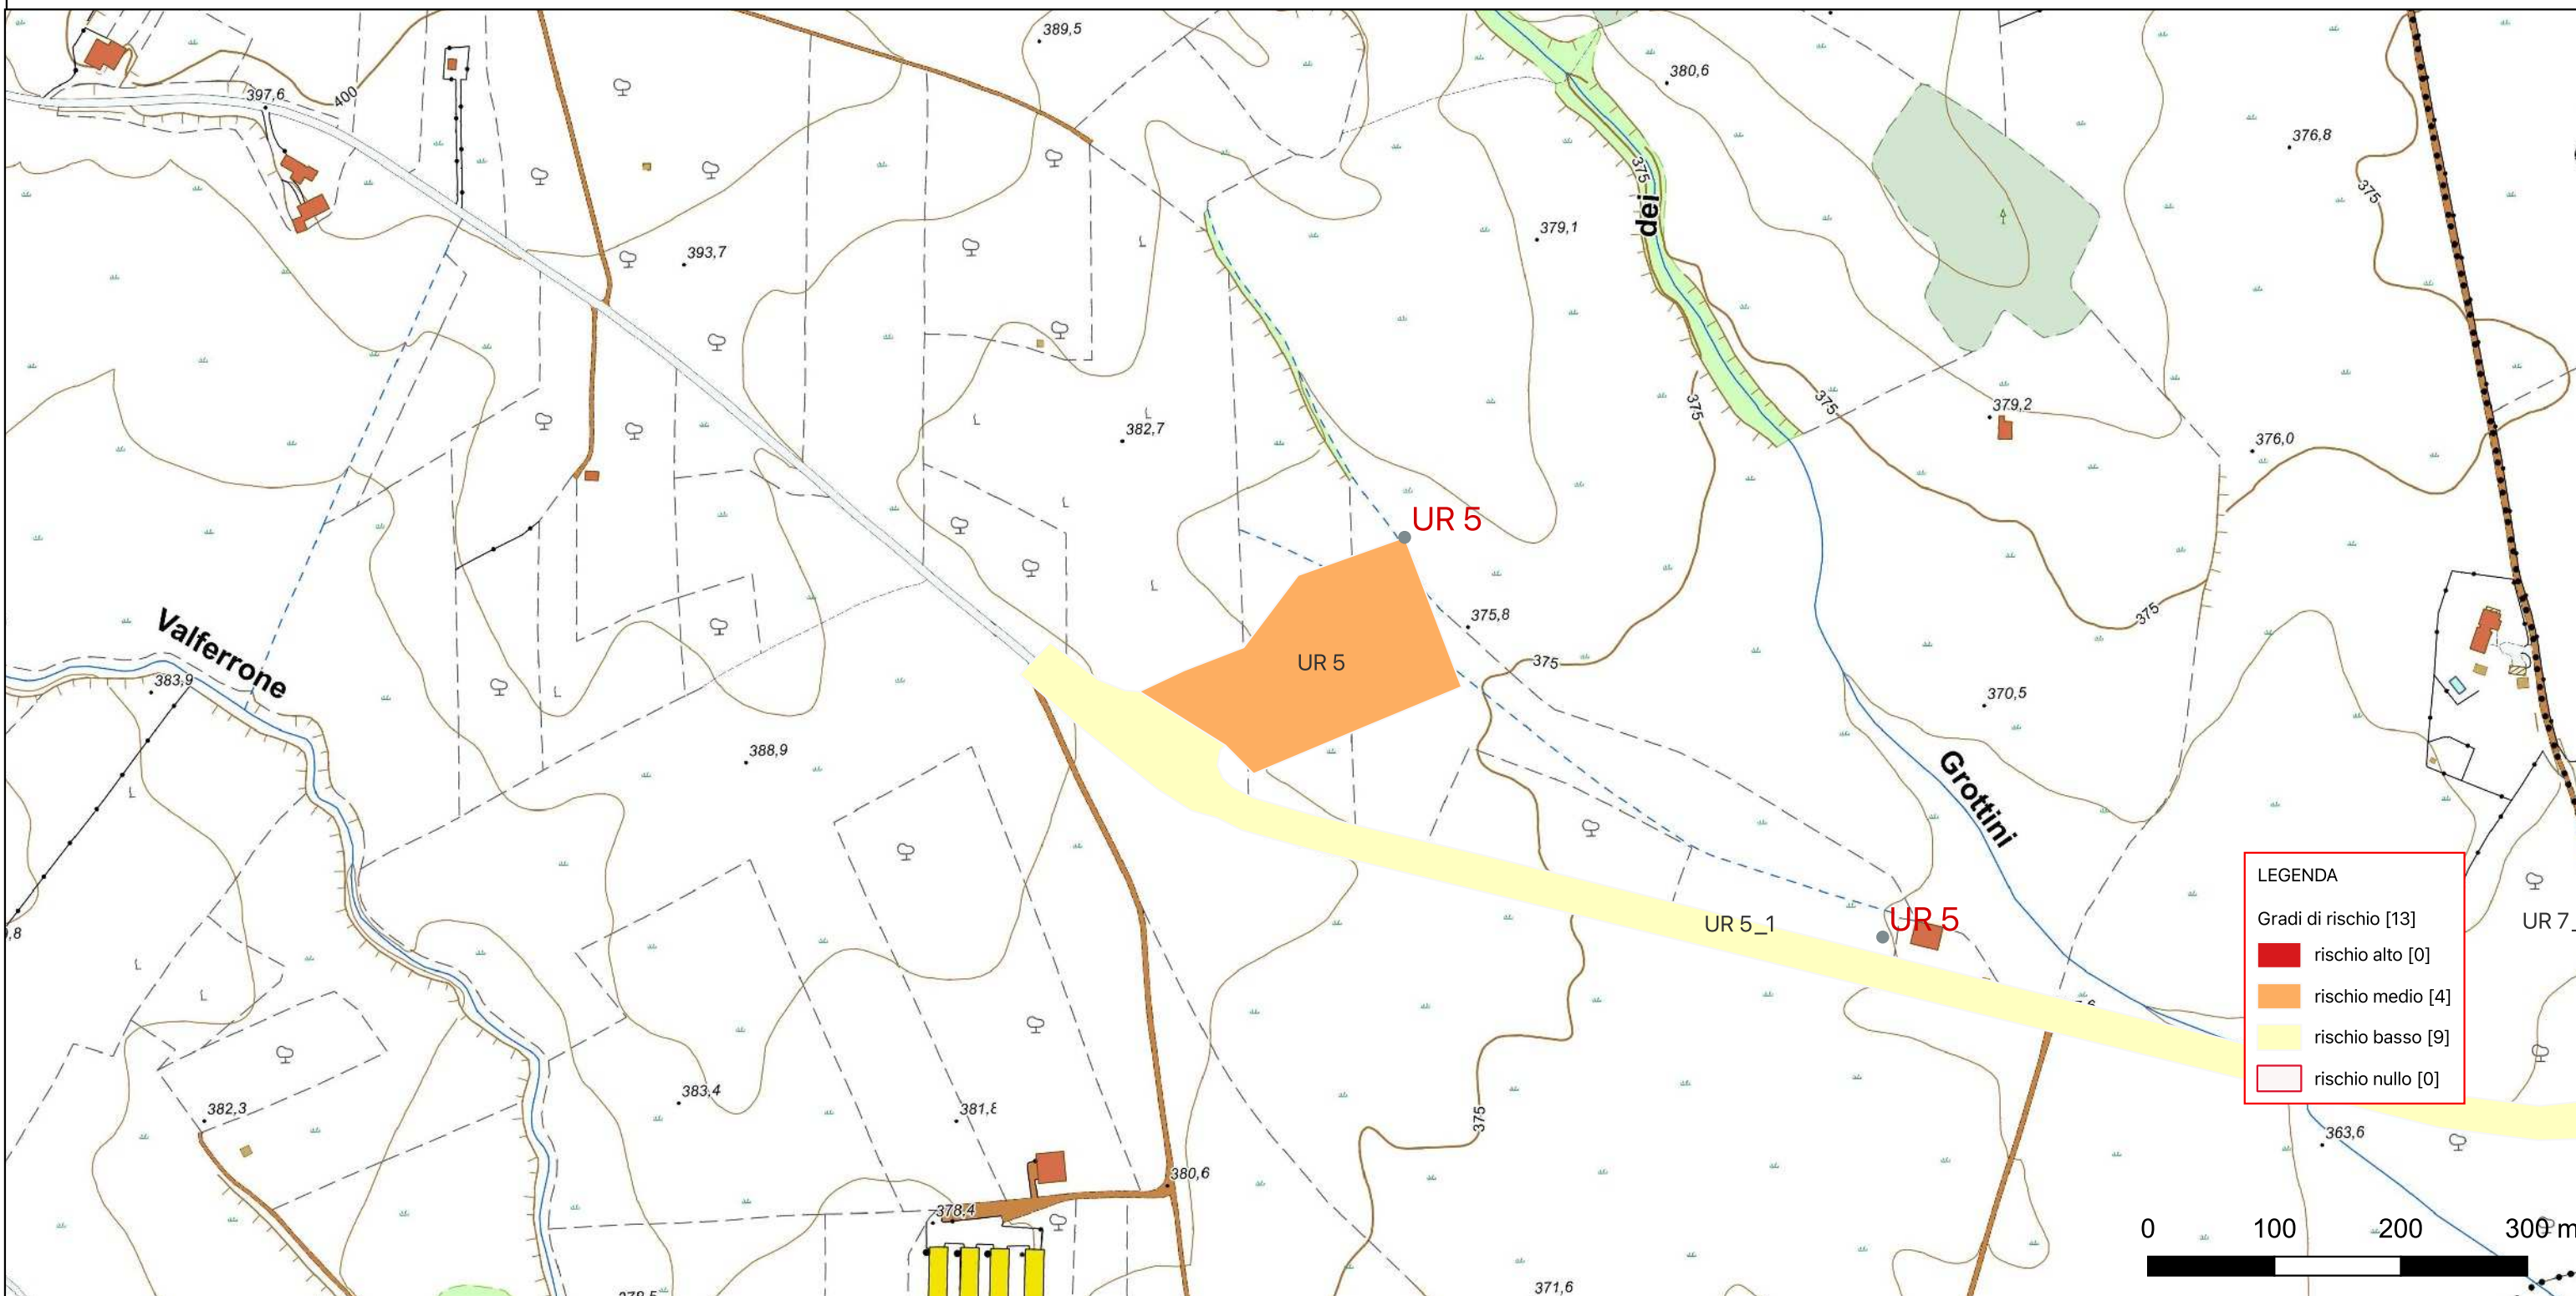 389,5
380,6
397,6
400
376,8
375
375
dei
379,1
393,7
375
375
379,2
382,7
376,0
UR 5
375,8
375
Valferrone
UR 5
375
383,9
370,5
388,9
Grottini
LEGENDA
Gradi di rischio [13]
rischio alto [0]
rischio medio [4]
rischio basso [9]
rischio nullo [0]
UR 5_1
UR 5
UR 7_
,8
383,4
382,3
381,8
375
363,6
380,6
378,4
0 100 200 300 m
371,6